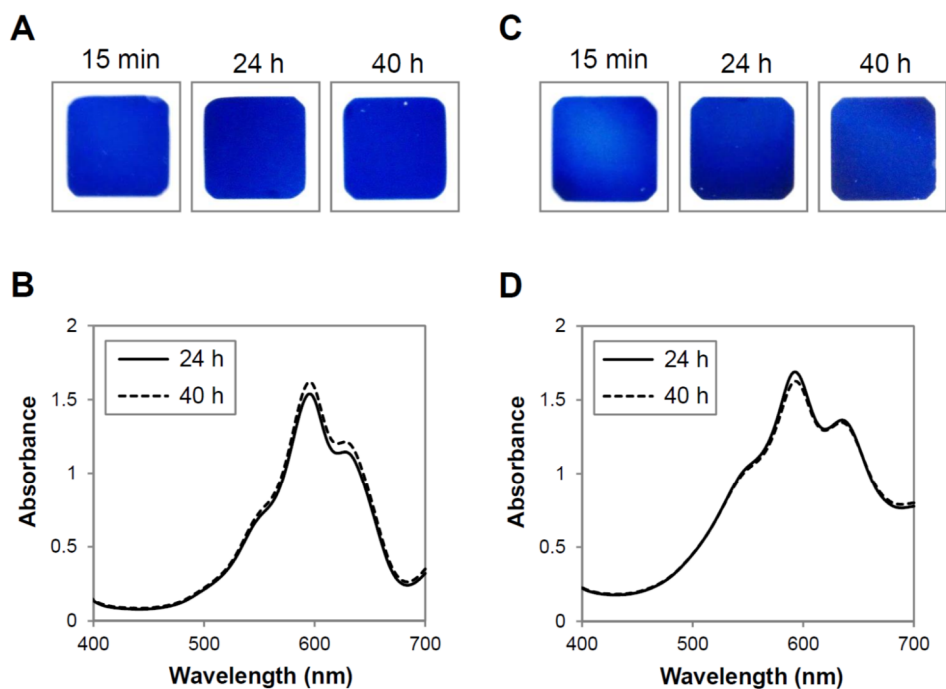 A
15 min 24 h 40 h
C
15 min 24 h 40 h
B
Absorbance
2
1.5
1
0.5
0
24 h
40 h
400 500 600 700
Wavelength (nm)
D
Absorbance
2
1.5
1
0.5
0
24 h
40 h
400 500 600 700
Wavelength (nm)